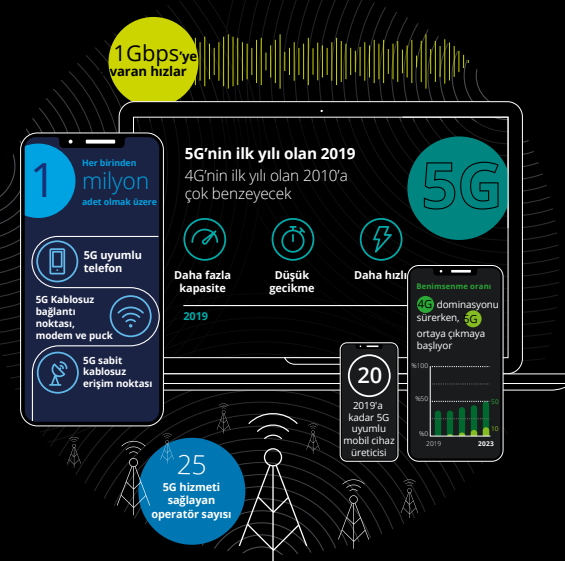 1Gbps'ye
varan hızlar
5G'nin ilk yılı olan 2019
4G'nin ilk yılı olan 2010'a
çok benzeyecek
5G
Daha fazla
kapasite
Düşük
gecikme
Daha hızlı
2019
1
Her birinden
milyon
adet olmak üzere
5G uyumlu
telefon
5G Kablosuz
bağlantı
noktası,
modem ve puck
5G sabit
kablosuz
erişim noktası
20
2019'a
kadar 5G
uyumlu
mobil cihaz
üreticisi
Benimsenme oranı
4G dominasyonu
sürerken, 5G
ortaya çıkmaya
başlıyor
%100
%50
%0
50
10
2019 2023
25
5G hizmeti
sağlayan
operatör sayısı